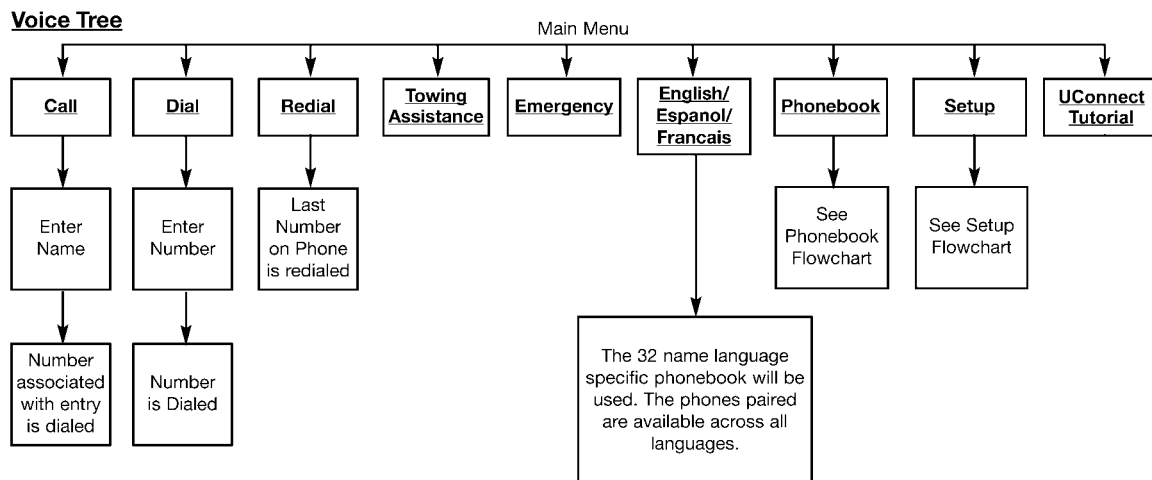 Voice Tree
Main Menu
Call
Dial
Redial
Towing
Assistance
Emergency
English/
Espanol/
Francais
Phonebook
Setup
UConnect
Tutorial
Enter
Name
Enter
Number
Last
Number
on Phone
is redialed
See
Phonebook
Flowchart
See Setup
Flowchart
Number
associated
with entry
is dialed
Number
is Dialed
The 32 name language
specific phonebook will be
used. The phones paired
are available across all
languages.